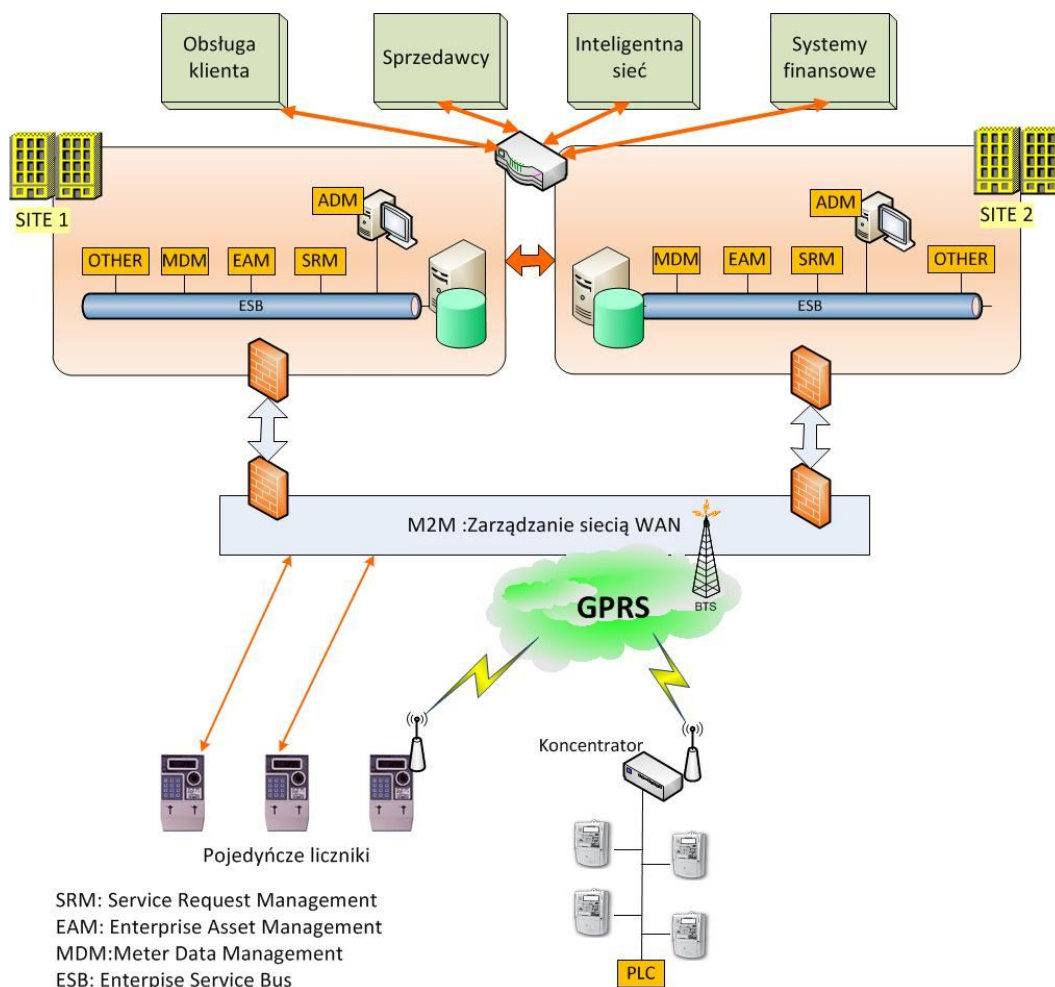 Obsługa
klienta
Sprzedawcy
Inteligentna
sieć
Systemy
finansowe
SITE 1
SITE 2
ADM
ADM
OTHER
MDM
EAM
SRM
ESB
MDM
EAM
SRM
OTHER
ESB
M2M :Zarządzanie siecią WAN
GPRS
BTS
Koncentrator
Pojedyńcze liczniki
PLC
SRM: Service Request Management
EAM: Enterprise Asset Management
MDM:Meter Data Management
ESB: Enterpise Service Bus